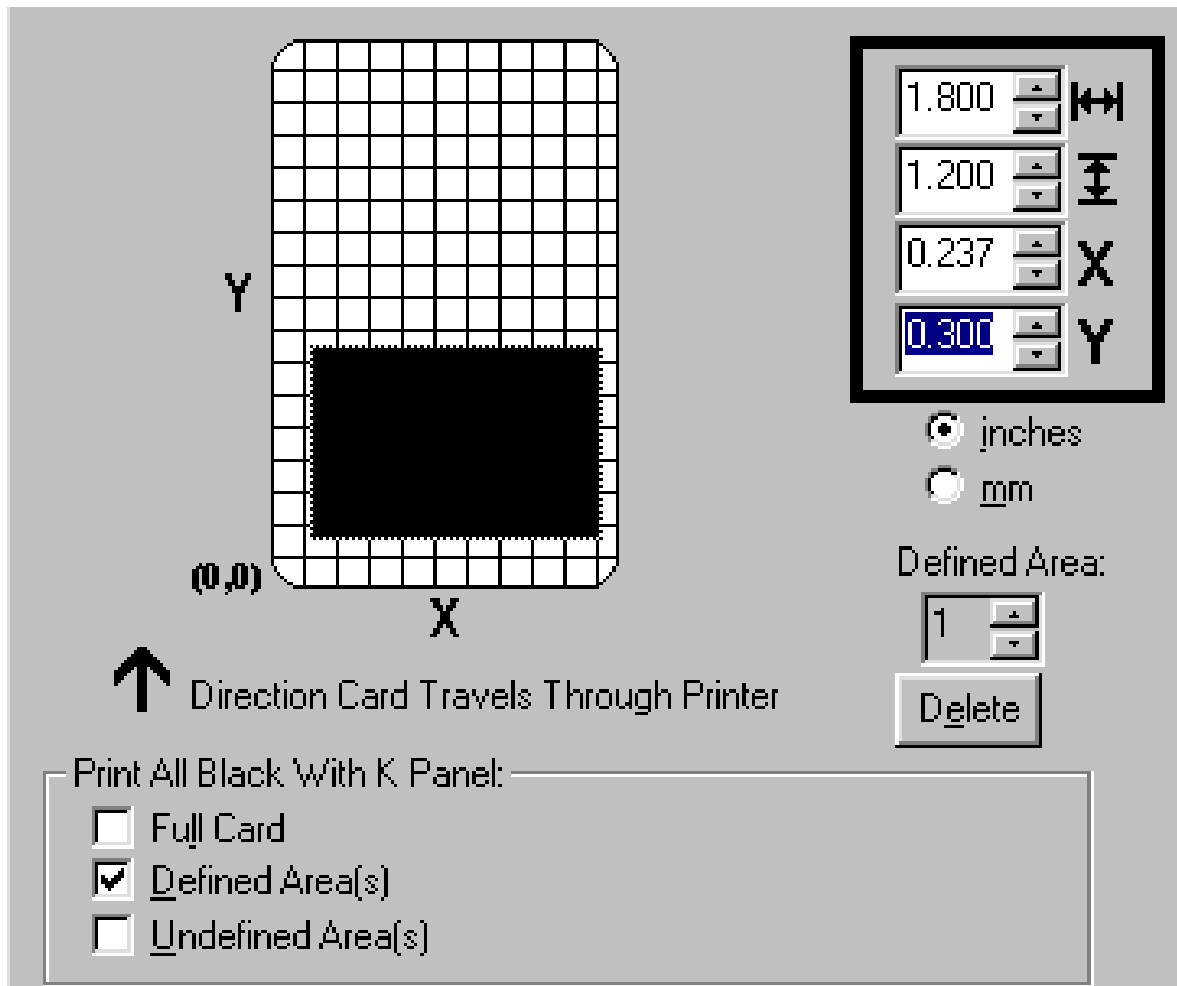 1.800
1.200
0.237 X
0.300 Y
Y
inches
mm
(0,0)
X
Defined Area:
1
Direction Card Travels Through Printer
Delete
Print All Black With K Panel:
Full Card
Defined Area(s)
Undefined Area(s)